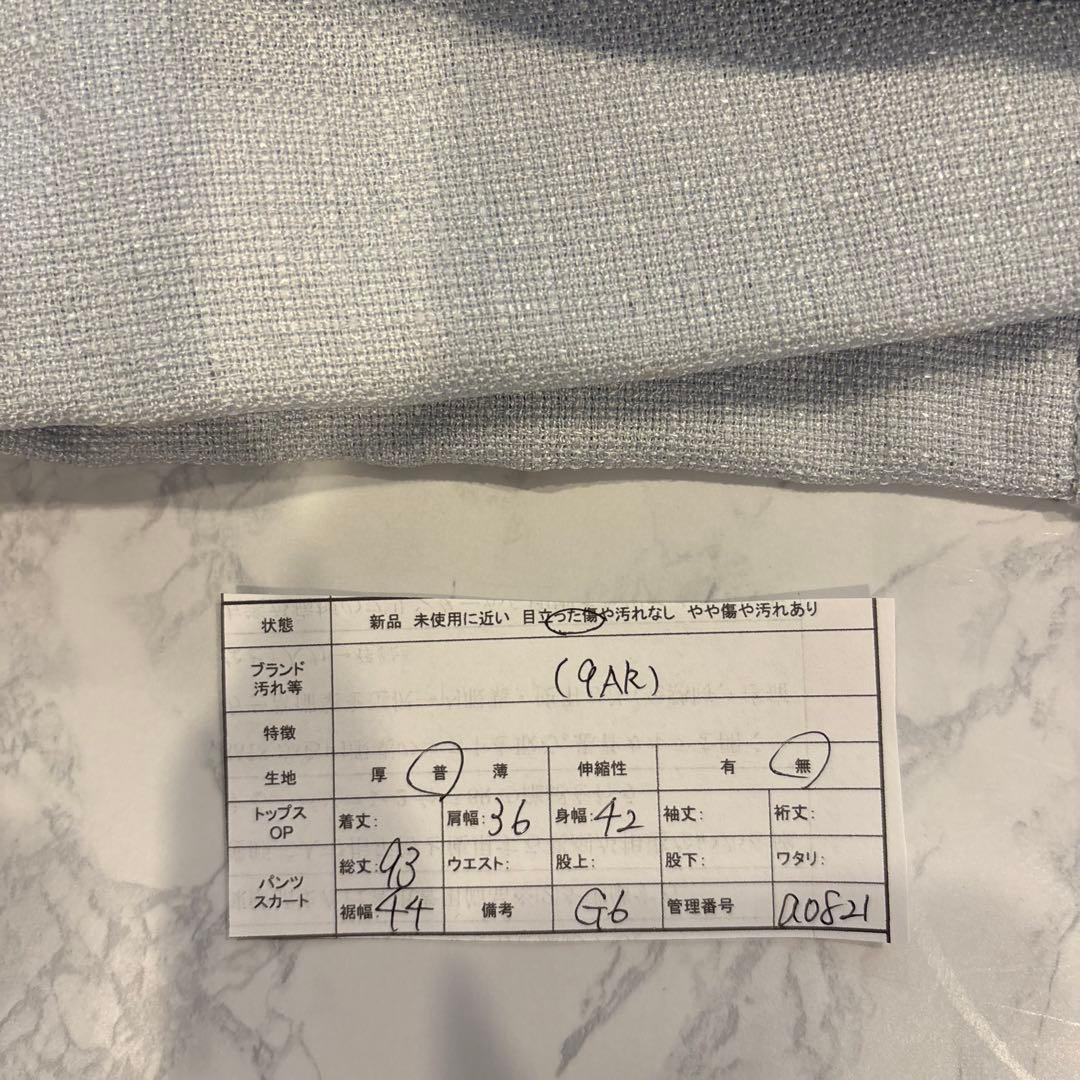 状態 新品 未使用に近い 目立った傷や汚れなし やや傷や汚れあり
ブランド
汚れ等 (9AR)
特徴
生地 厚 普 薄 伸縮性 有 無
トップス
OP 着丈: 肩幅:36 身幅:42 袖丈: 裄丈:
パンツ
スカート 総丈:93 ウエスト: 股上: 股下: ワタリ:
裾幅:44 備考 G6 管理番号 a0821